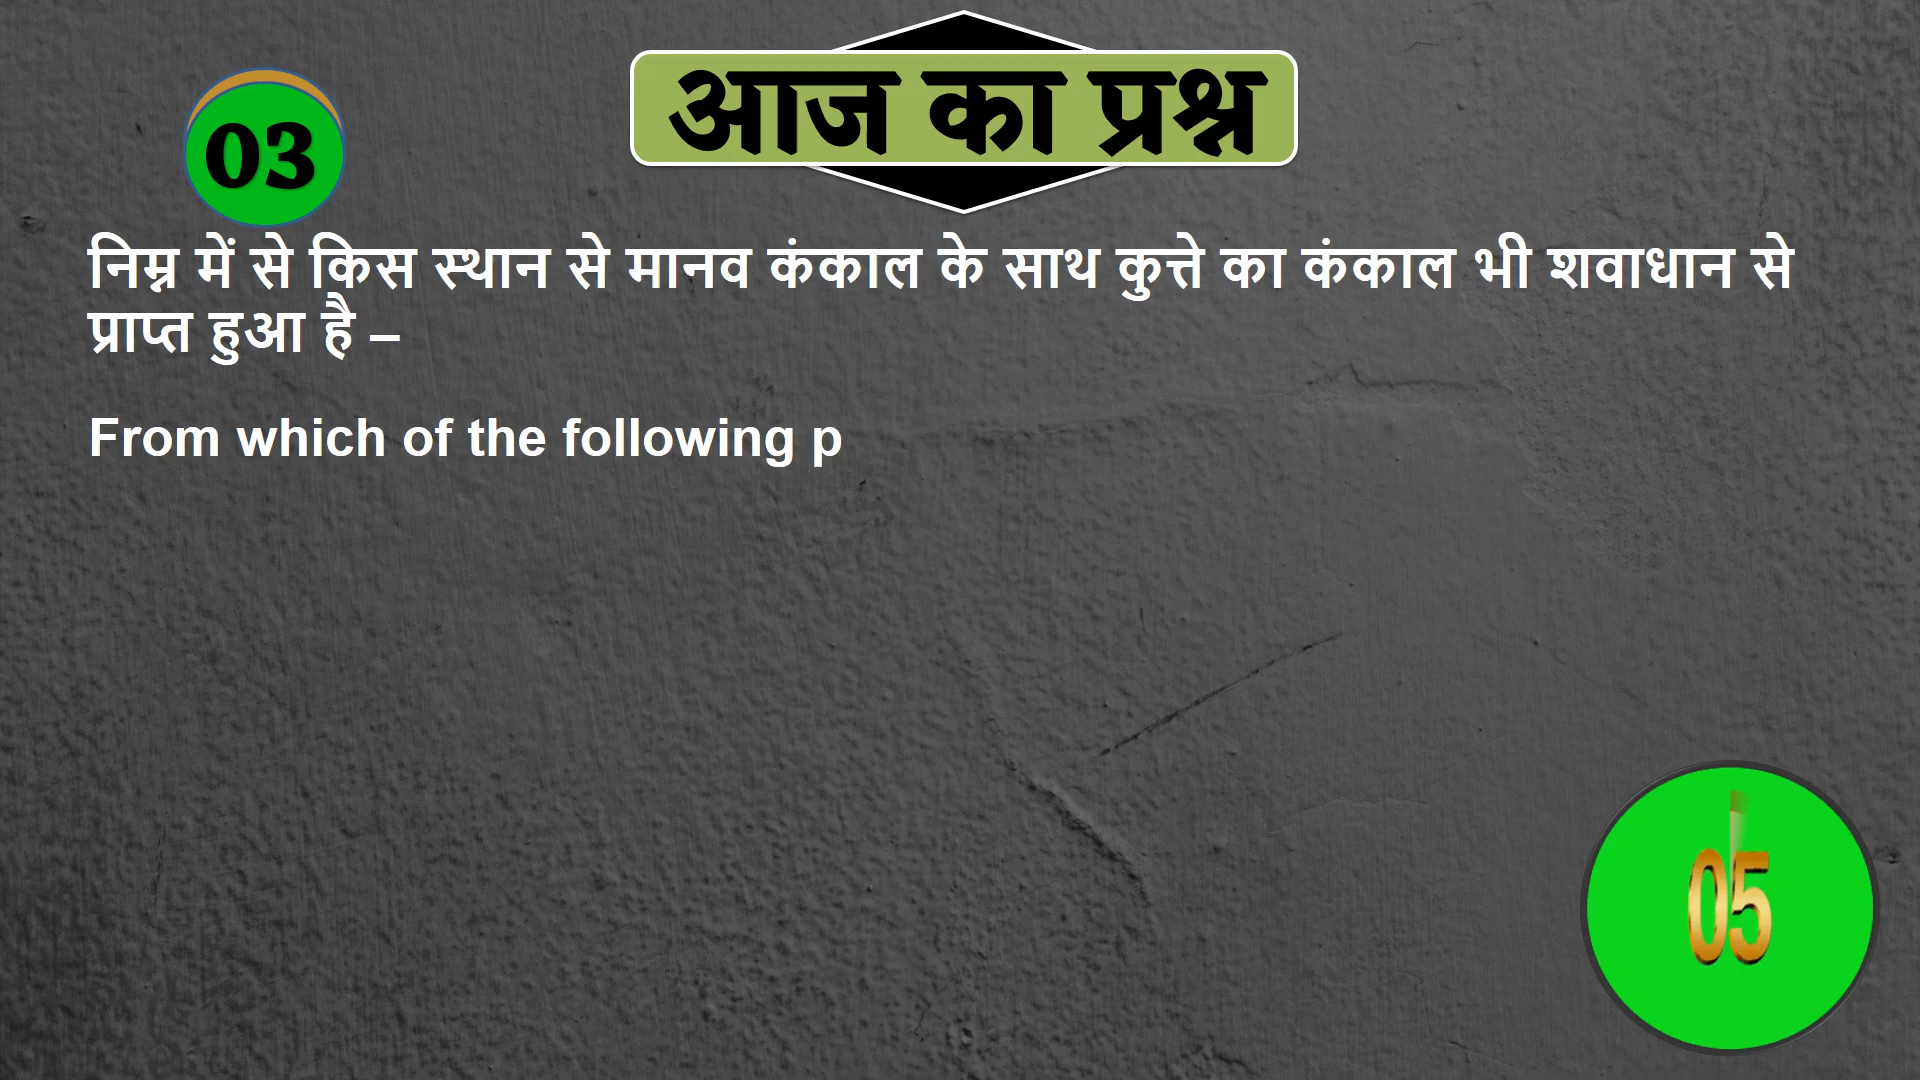 आज का प्रश्न
03
निम्न में से किस स्थान से मानव कंकाल के साथ कुत्ते का कंकाल भी शवाधान से
प्राप्त हुआ है –
From which of the following p
05